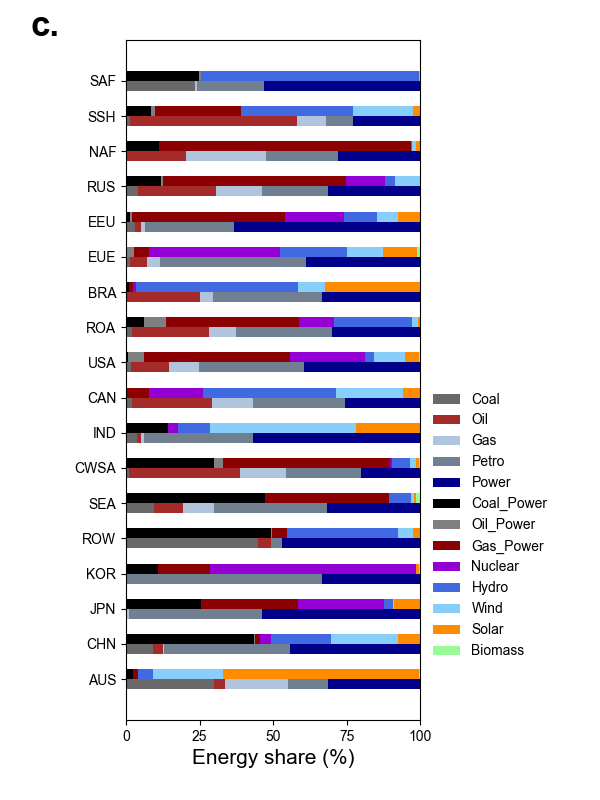 c.
SAF
SSH
NAF
RUS
EEU
EUE
BRA
ROA
USA
CAN
IND
CWSA
SEA
ROW
KOR
JPN
CHN
AUS
Coal
Oil
Gas
Petro
Power
Coal_Power
Oil_Power
Gas_Power
Nuclear
Hydro
Wind
Solar
Biomass
0 25 50 75 100
Energy share (%)